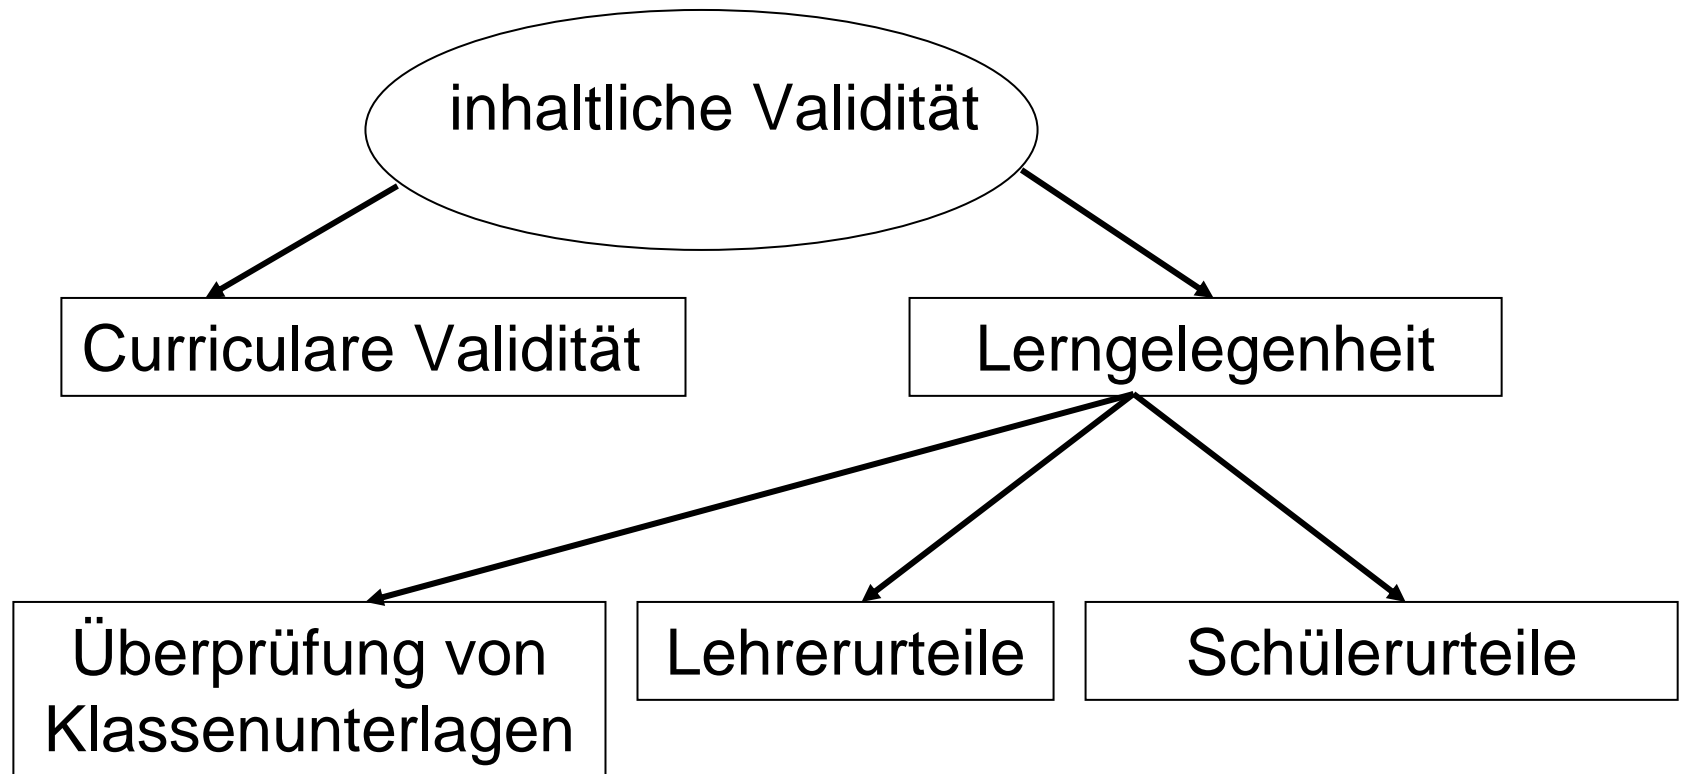 inhaltliche Validität
Curriculare Validität
Lerngelegenheit
Überprüfung von
Klassenunterlagen
Lehrerurteile
Schülerurteile